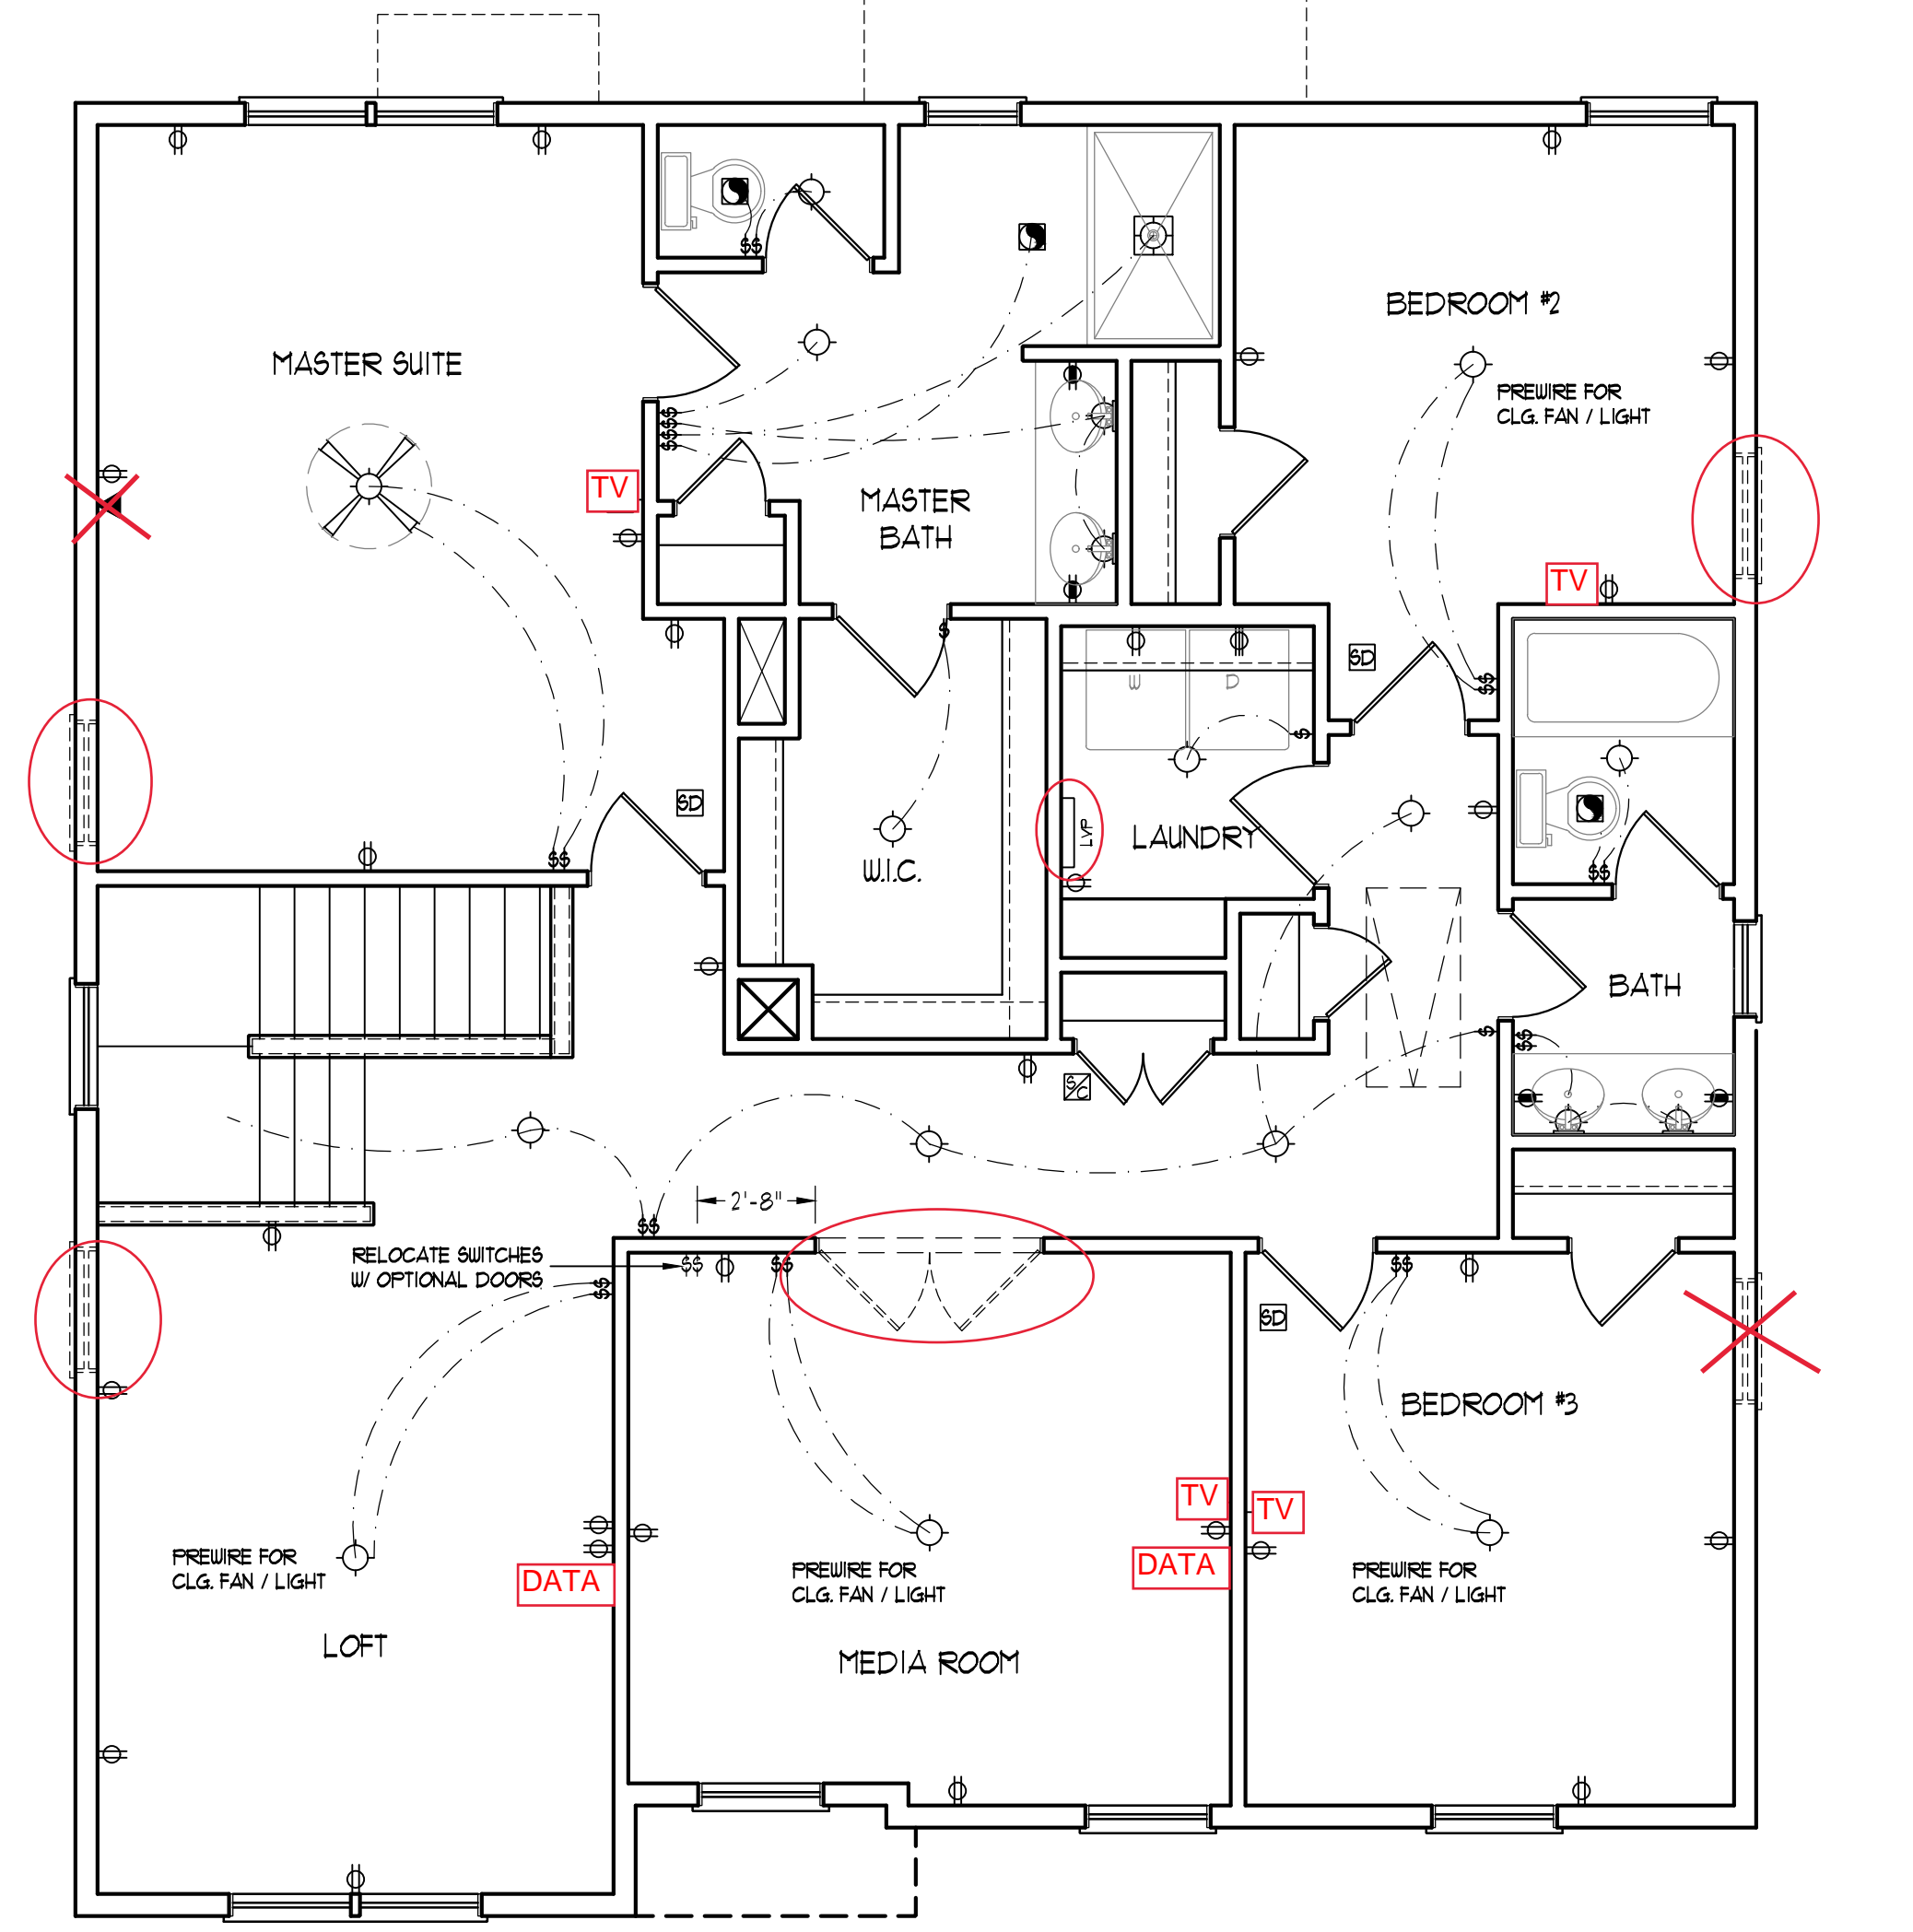 BEDROOM #2
MASTER SUITE
PREWIRE FOR
CLG. FAN / LIGHT
$$
$$
$$
$$
$$
TV
MASTER
BATH
TV
$
SD
$$
$$
W
D
$
SD
LVP
LAUNDRY
$$
W.I.C.
$$
BATH
$
$$
$$
S/C
2'-8"
$$
RELOCATE SWITCHES
W/ OPTIONAL DOORS
$$
$$
$$
$$
$$
SD
BEDROOM #3
TV
TV
PREWIRE FOR
CLG. FAN / LIGHT
DATA
PREWIRE FOR
CLG. FAN / LIGHT
DATA
PREWIRE FOR
CLG. FAN / LIGHT
LOFT
MEDIA ROOM